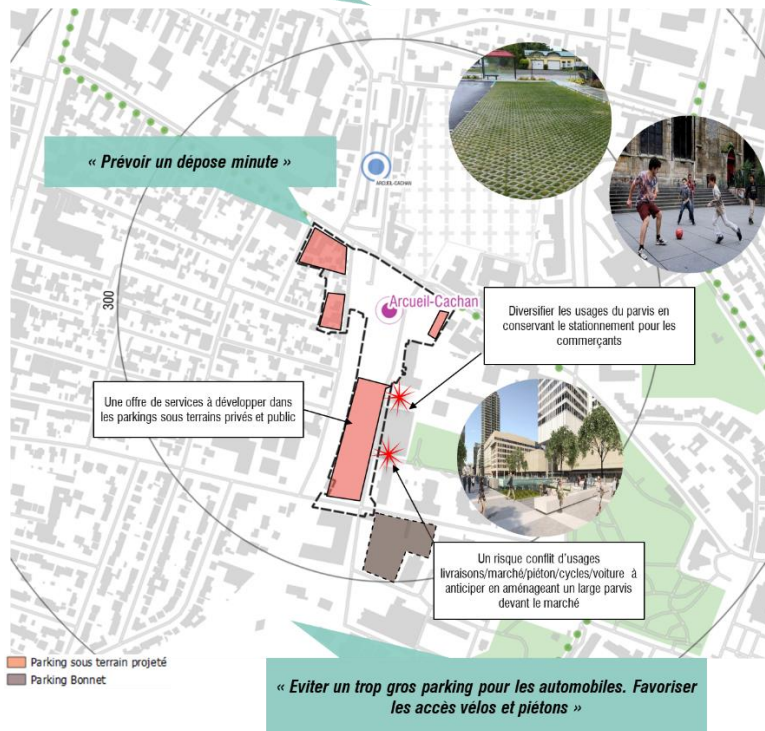 « Prévoir un dépose minute »
ARCUEIL-CACHAN
300
Arcueil-Cachan
Diversifier les usages du parvis en
conservant le stationnement pour les
commerçants
Une offre de services à développer dans
les parkings sous terrains privés et public
Un risque conflit d'usages
livraisons/marché/piéton/cycles/voiture à
anticiper en aménageant un large parvis
devant le marché
Parking sous terrain projeté
Parking Bonnet
« Eviter un trop gros parking pour les automobiles. Favoriser
les accès vélos et piétons »